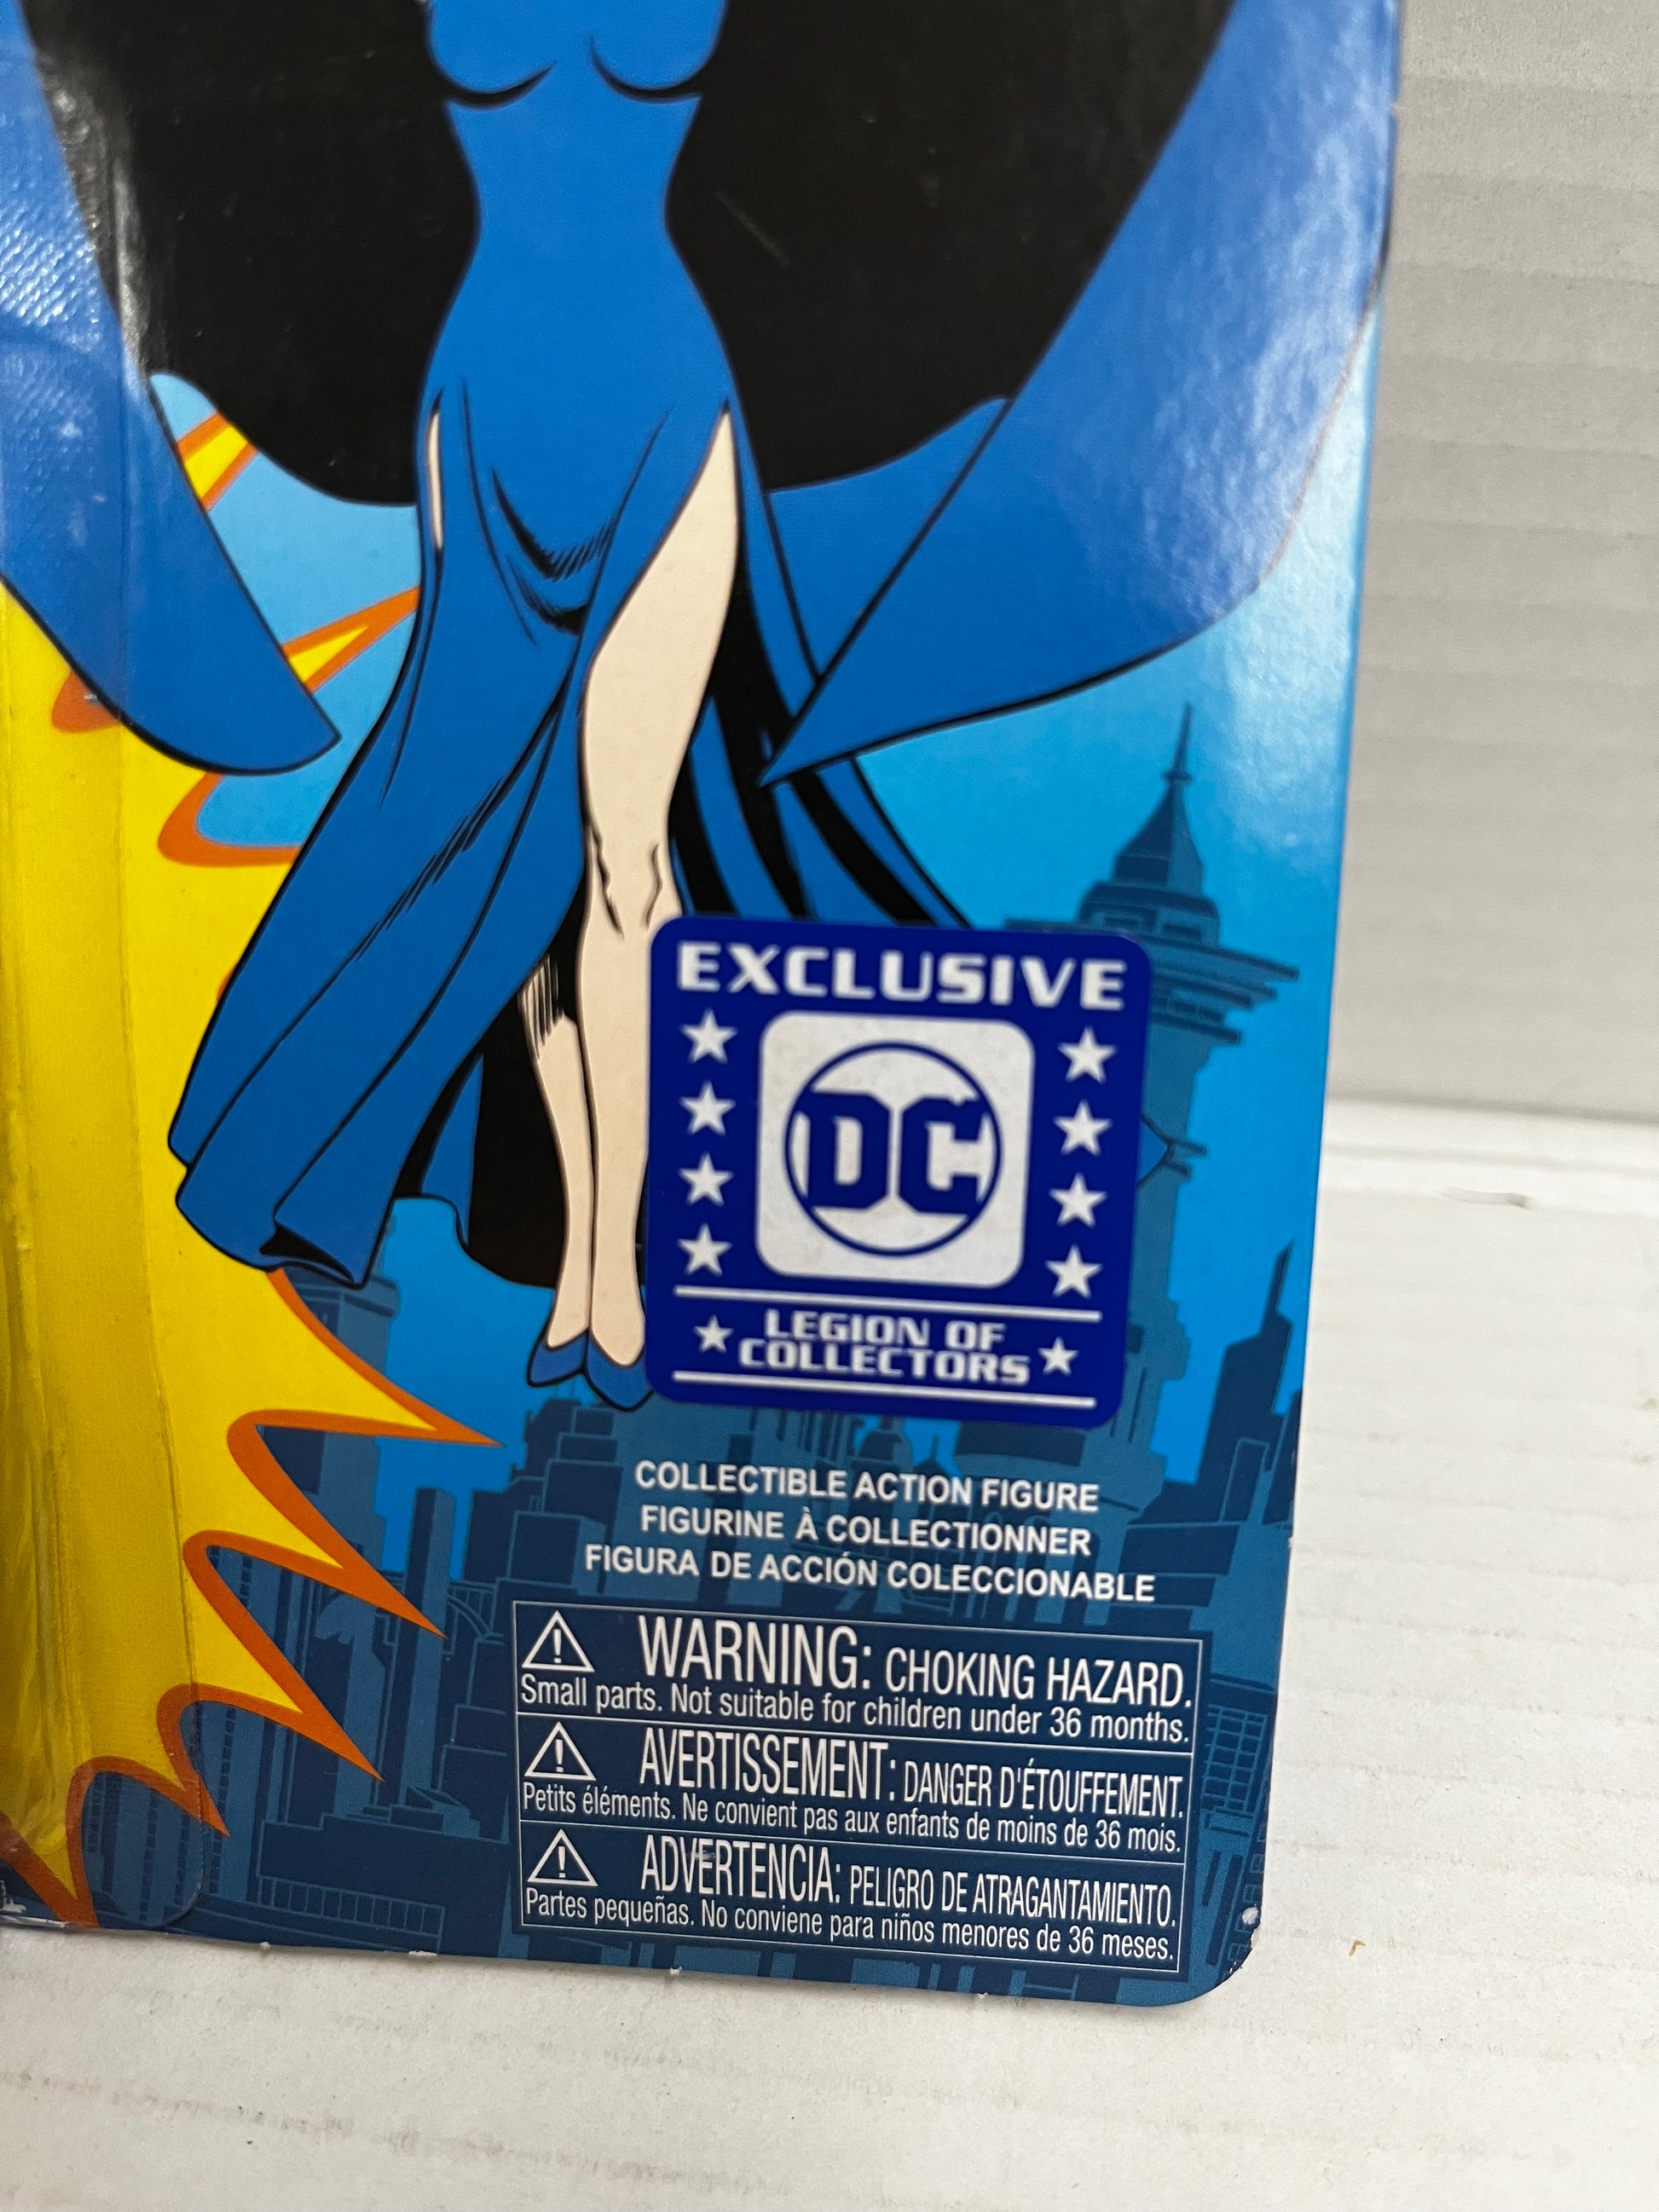 EXCLUSIVE
DC
LEGION OF
COLLECTORS
COLLECTIBLE ACTION FIGURE
FIGURINE À COLLECTIONNER
FIGURA DE ACCIÓN COLECCIONABLE
WARNING: CHOKING HAZARD.
Small parts. Not suitable for children under 36 months.
AVERTISSEMENT: DANGER D'ÉTOUFFEMENT.
Petits éléments. Ne convient pas aux enfants de moins de 36 mois.
ADVERTENCIA: PELIGRO DE ATRAGANTAMIENTO.
Partes pequeñas. No conviene para niños menores de 36 meses.